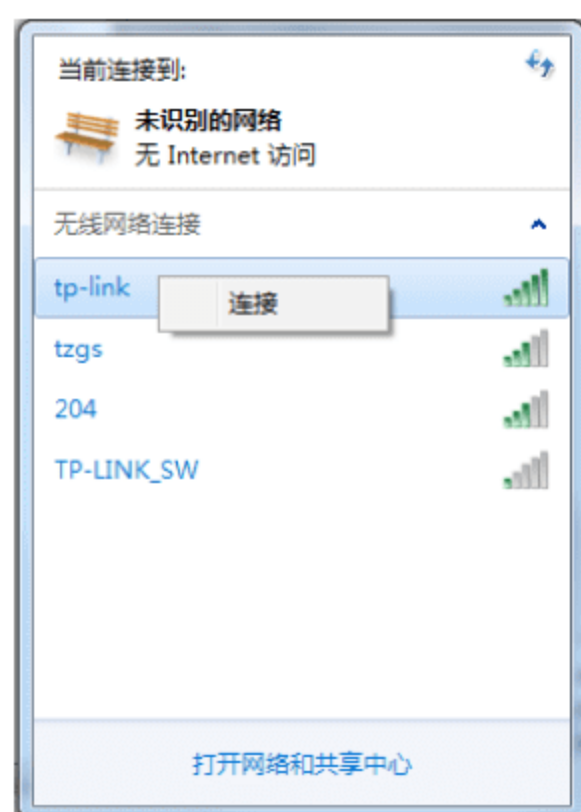 当前连接到:
未识别的网络
无 Internet 访问
无线网络连接
tp-link
连接
tzgs
204
TP-LINK_SW
打开网络和共享中心